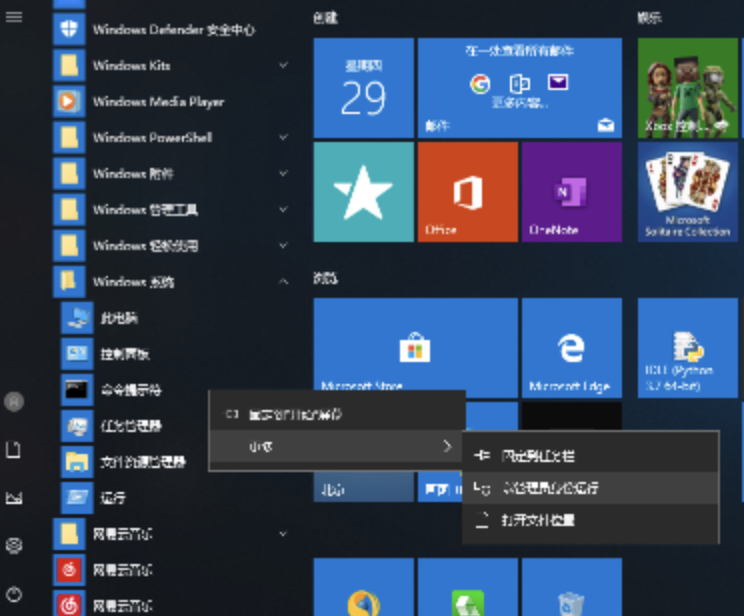 Windows Defender 安全中心
Windows Kits
Windows Media Player
Windows PowerShell
Windows 附件
Windows 管理工具
Windows 轻松使用
Windows 系统
此电脑
控制面板
命令提示符
任务管理器
文件资源管理器
运行
网易云音乐
网易云音乐
网易云音乐
创建
星期四
29
在一处查看所有邮件
更多内容...
邮件
Office
OneNote
浏览
Microsoft Store
Microsoft Edge
娱乐
Xbox 控制...
Microsoft
Solitaire Collection
IDLE (Python
3.7 64-bit)
固定到“开始”屏幕
更多
固定到任务栏
以管理员身份运行
打开文件位置
北京